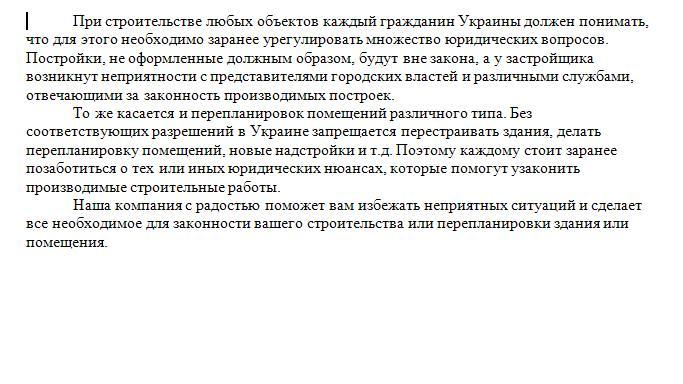 При строительстве любых объектов каждый гражданин Украины должен понимать,
что для этого необходимо заранее урегулировать множество юридических вопросов.
Постройки, не оформленные должным образом, будут вне закона, а у застройщика
возникнут неприятности с представителями городских властей и различными службами,
отвечающими за законность производимых построек.
То же касается и перепланировок помещений различного типа. Без
соответствующих разрешений в Украине запрещается перестраивать здания, делать
перепланировку помещений, новые надстройки и т.д. Поэтому каждому стоит заранее
позаботиться о тех или иных юридических нюансах, которые помогут узаконить
производимые строительные работы.
Наша компания с радостью поможет вам избежать неприятных ситуаций и сделает
все необходимое для законности вашего строительства или перепланировки здания или
помещения.